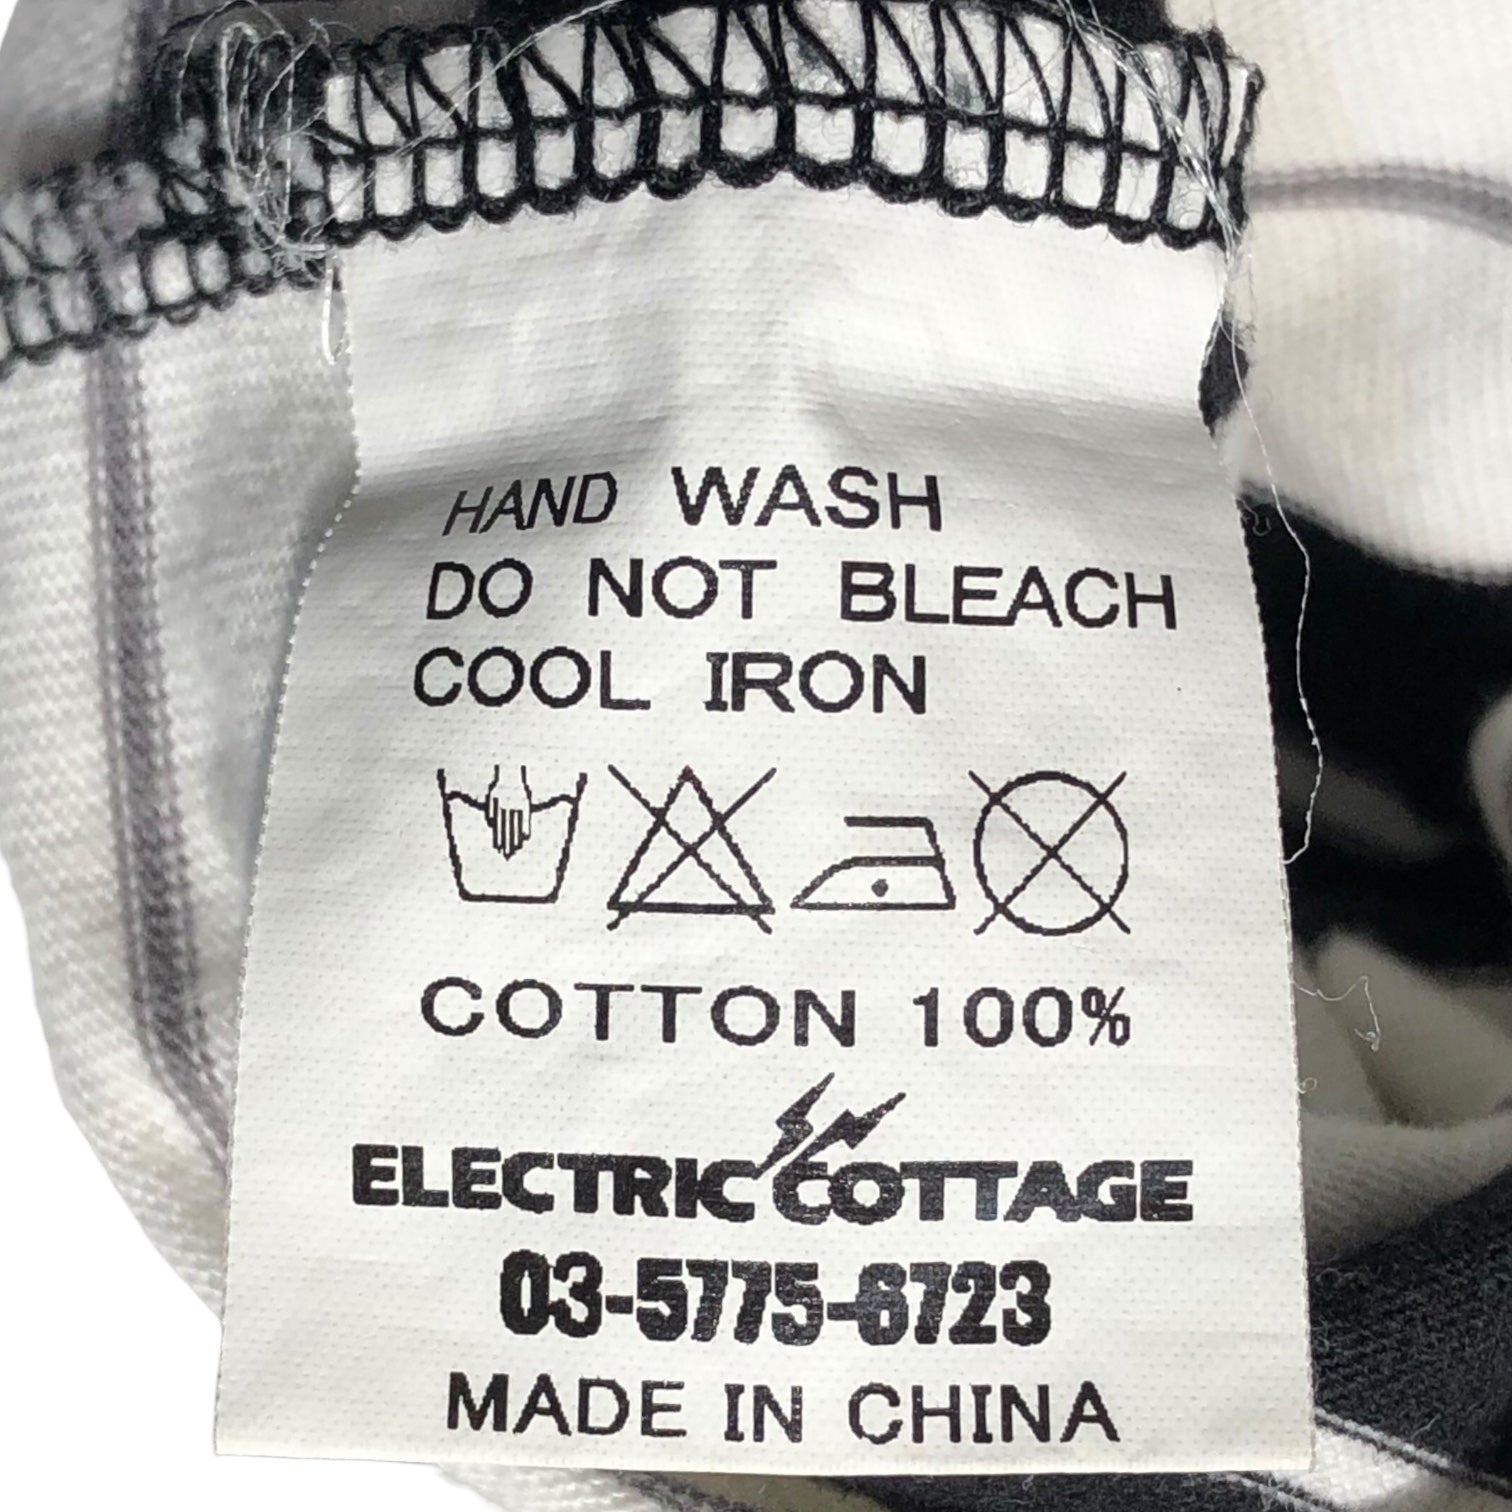 HAND WASH
DO NOT BLEACH
COOL IRON
COTTON 100%
ELECTRIC COTTAGE
03-5775-6723
MADE IN CHINA